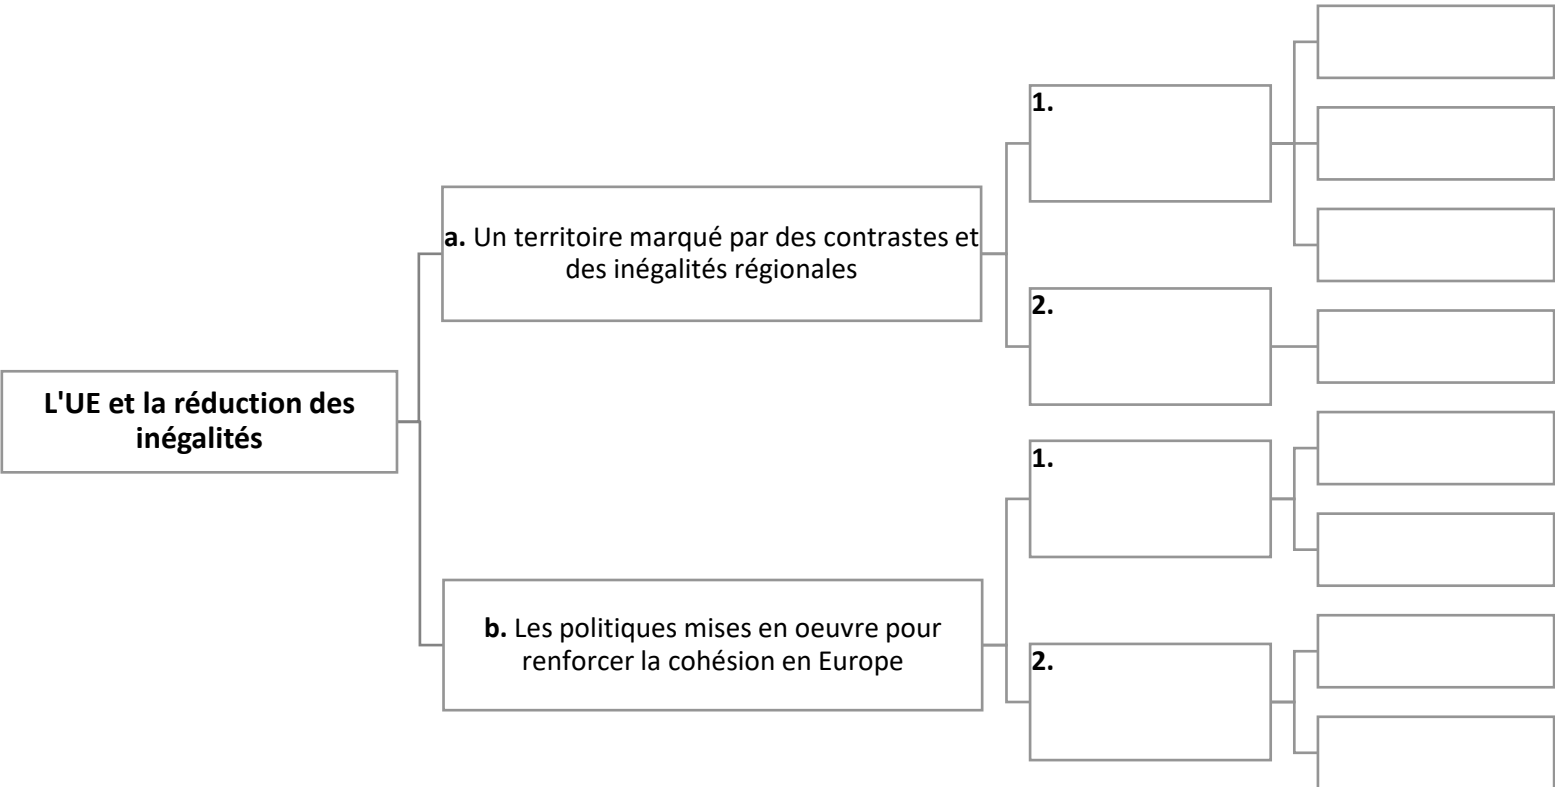 1.
a. Un territoire marqué par des contrastes et
des inégalités régionales
2.
L'UE et la réduction des
inégalités
1.
b. Les politiques mises en oeuvre pour
renforcer la cohésion en Europe
2.